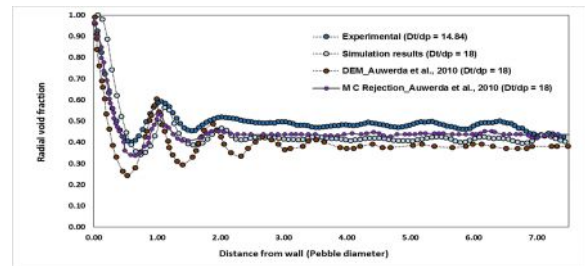 Radial void fraction
1.00
0.90
0.80
0.70
0.60
0.50
0.40
0.30
0.20
0.10
0.00
Experimental (Dt/dp = 14.84)
Simulation results (Dt/dp = 18)
DEM_Auwerda et al., 2010 (Dt/dp = 18)
M C Rejection_Auwerda et al., 2010 (Dt/dp = 18)
0.00 1.00 2.00 3.00 4.00 5.00 6.00 7.00
Distance from wall (Pebble diameter)